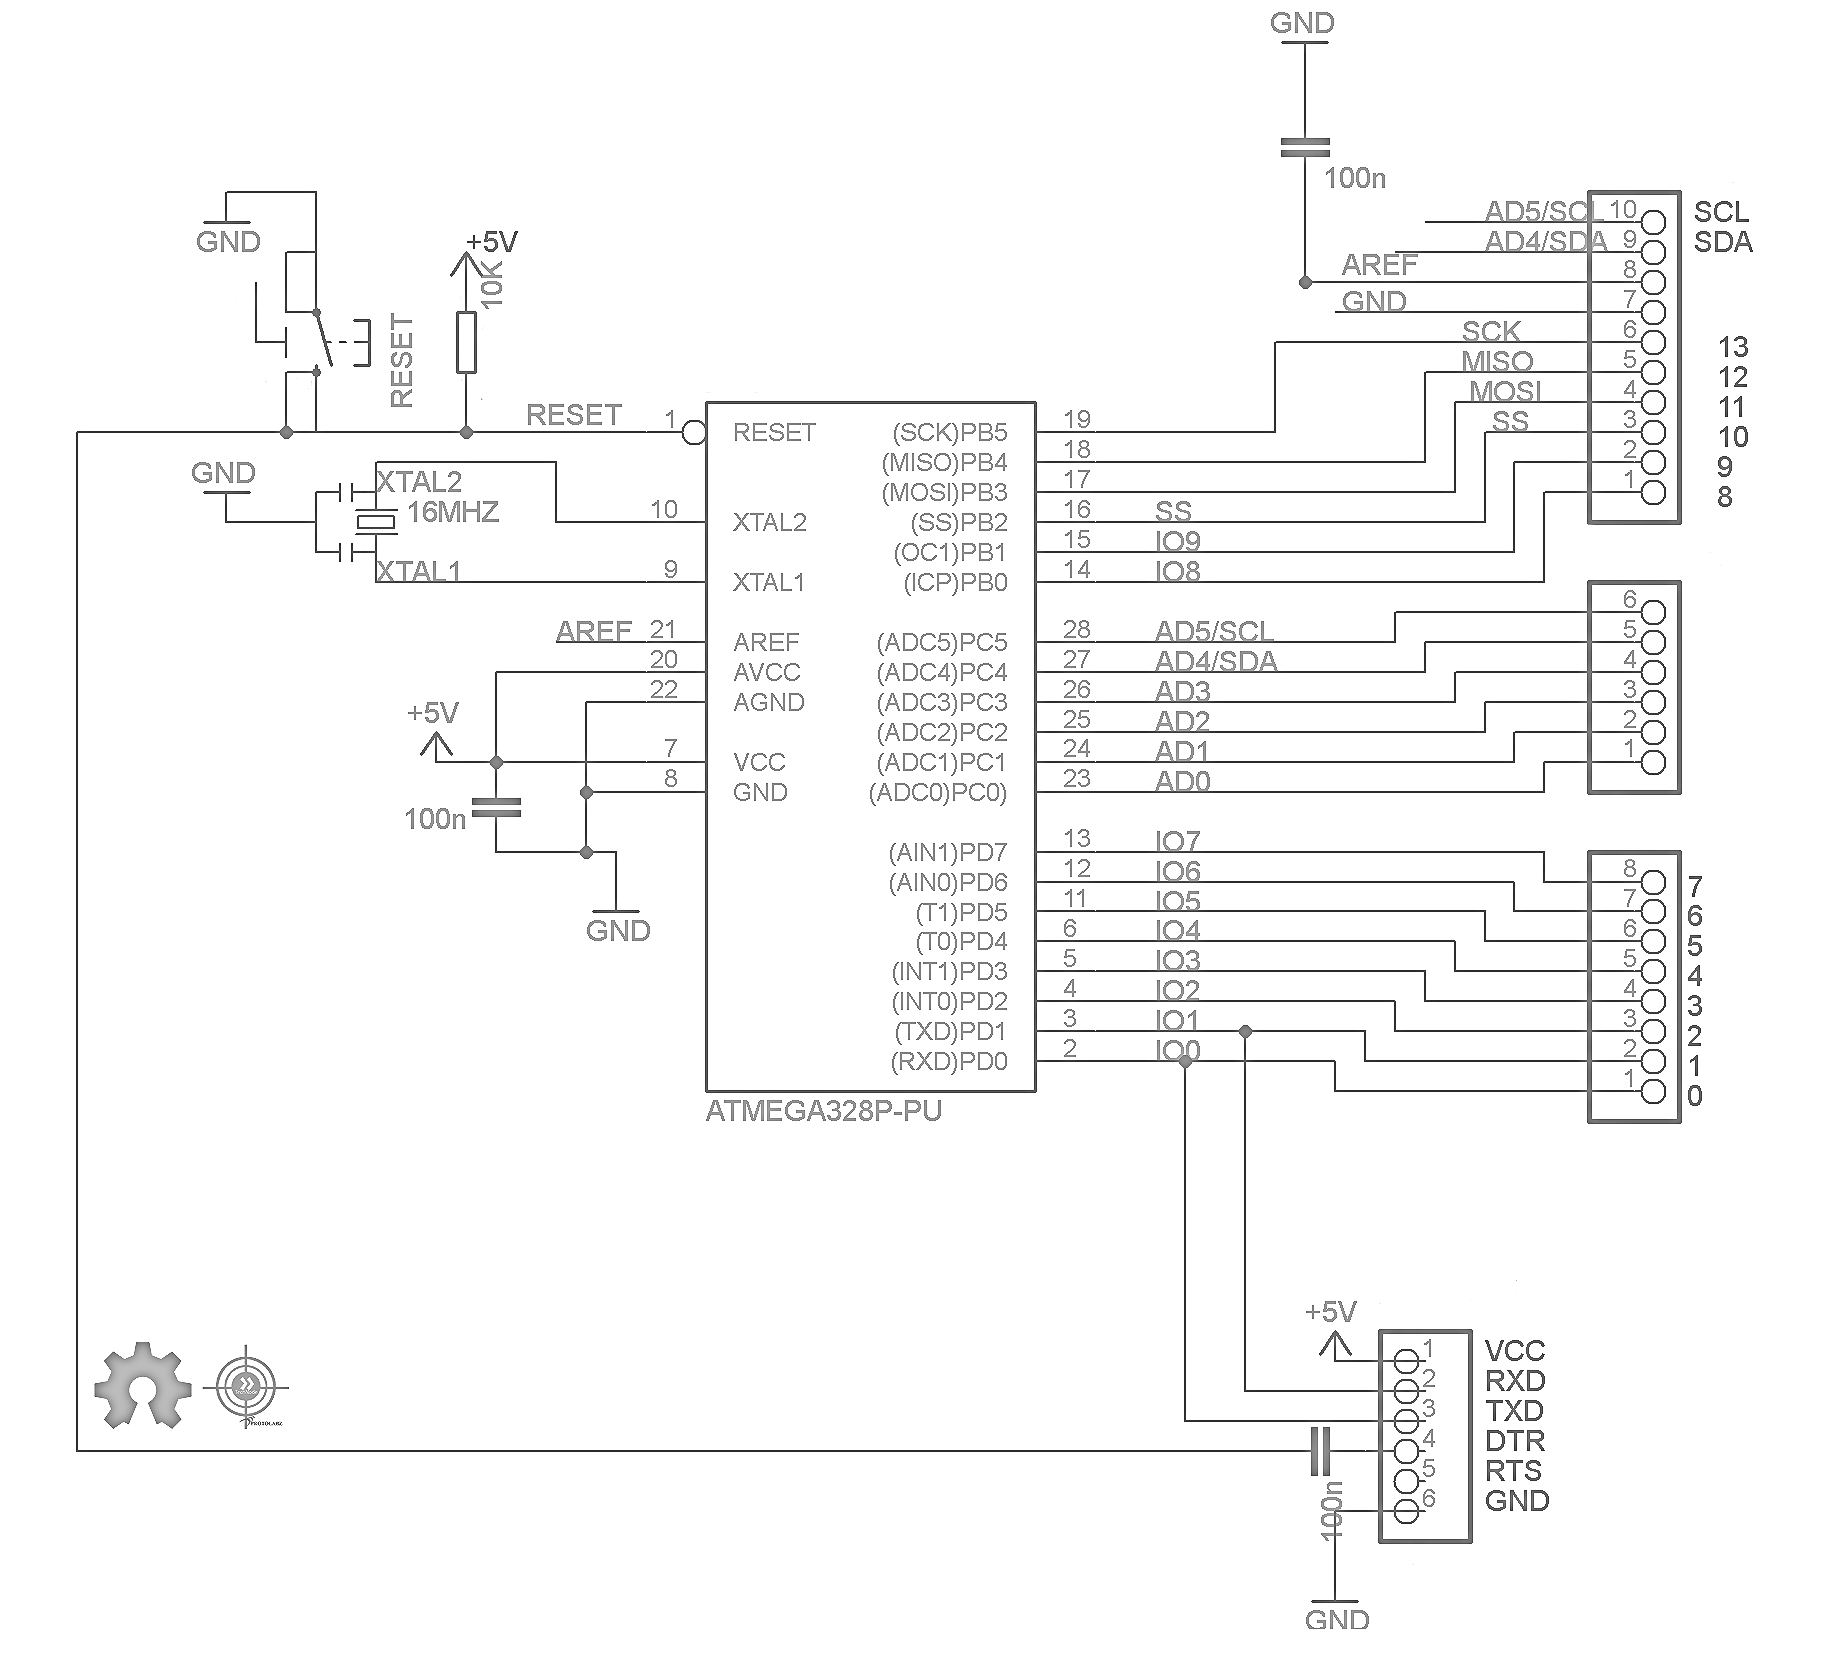 GND
100n
AD5/SCL 10 SCL
AD4/SDA 9 SDA
AREF 8
GND 7
SCK 6 13
MISO 5 12
MOSI 4 11
SS 3 10
2 9
1 8
GND
+5V
10K
RESET
RESET 1
GND
XTAL2
16MHZ
XTAL1
10
9
AREF 21
20
22
+5V
7
8
100n
GND
RESET
XTAL2
XTAL1
AREF
AVCC
AGND
VCC
GND
(SCK)PB5 19
(MISO)PB4 18
(MOSI)PB3 17
(SS)PB2 16 SS
(OC1)PB1 15 IO9
(ICP)PB0 14 IO8
(ADC5)PC5 28 AD5/SCL
(ADC4)PC4 27 AD4/SDA
(ADC3)PC3 26 AD3
(ADC2)PC2 25 AD2
(ADC1)PC1 24 AD1
(ADC0)PC0) 23 AD0
(AIN1)PD7 13 IO7
(AIN0)PD6 12 IO6
(T1)PD5 11 IO5
(T0)PD4 6 IO4
(INT1)PD3 5 IO3
(INT0)PD2 4 IO2
(TXD)PD1 3 IO1
(RXD)PD0 2 IO0
ATMEGA328P-PU
6
5
4
3
2
1
8 7
7 6
6 5
5 4
4 3
3 2
2 1
1 0
+5V
1 VCC
2 RXD
3 TXD
4 DTR
5 RTS
6 GND
100n
GND
PROTOLABZ